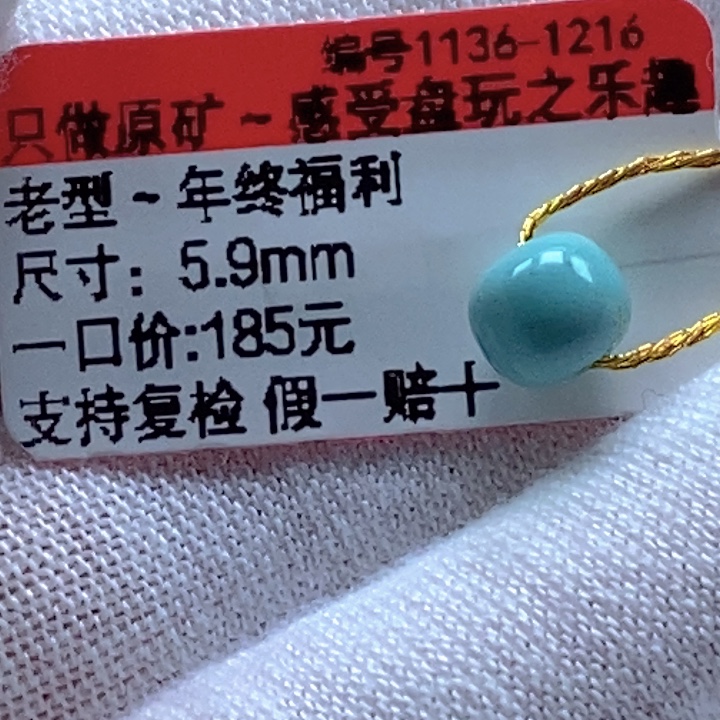 编号1136-1216
只做原矿~感受盘玩之乐趣
老型~年终福利
尺寸：5.9mm
一口价:185元
支持复检 假一赔十